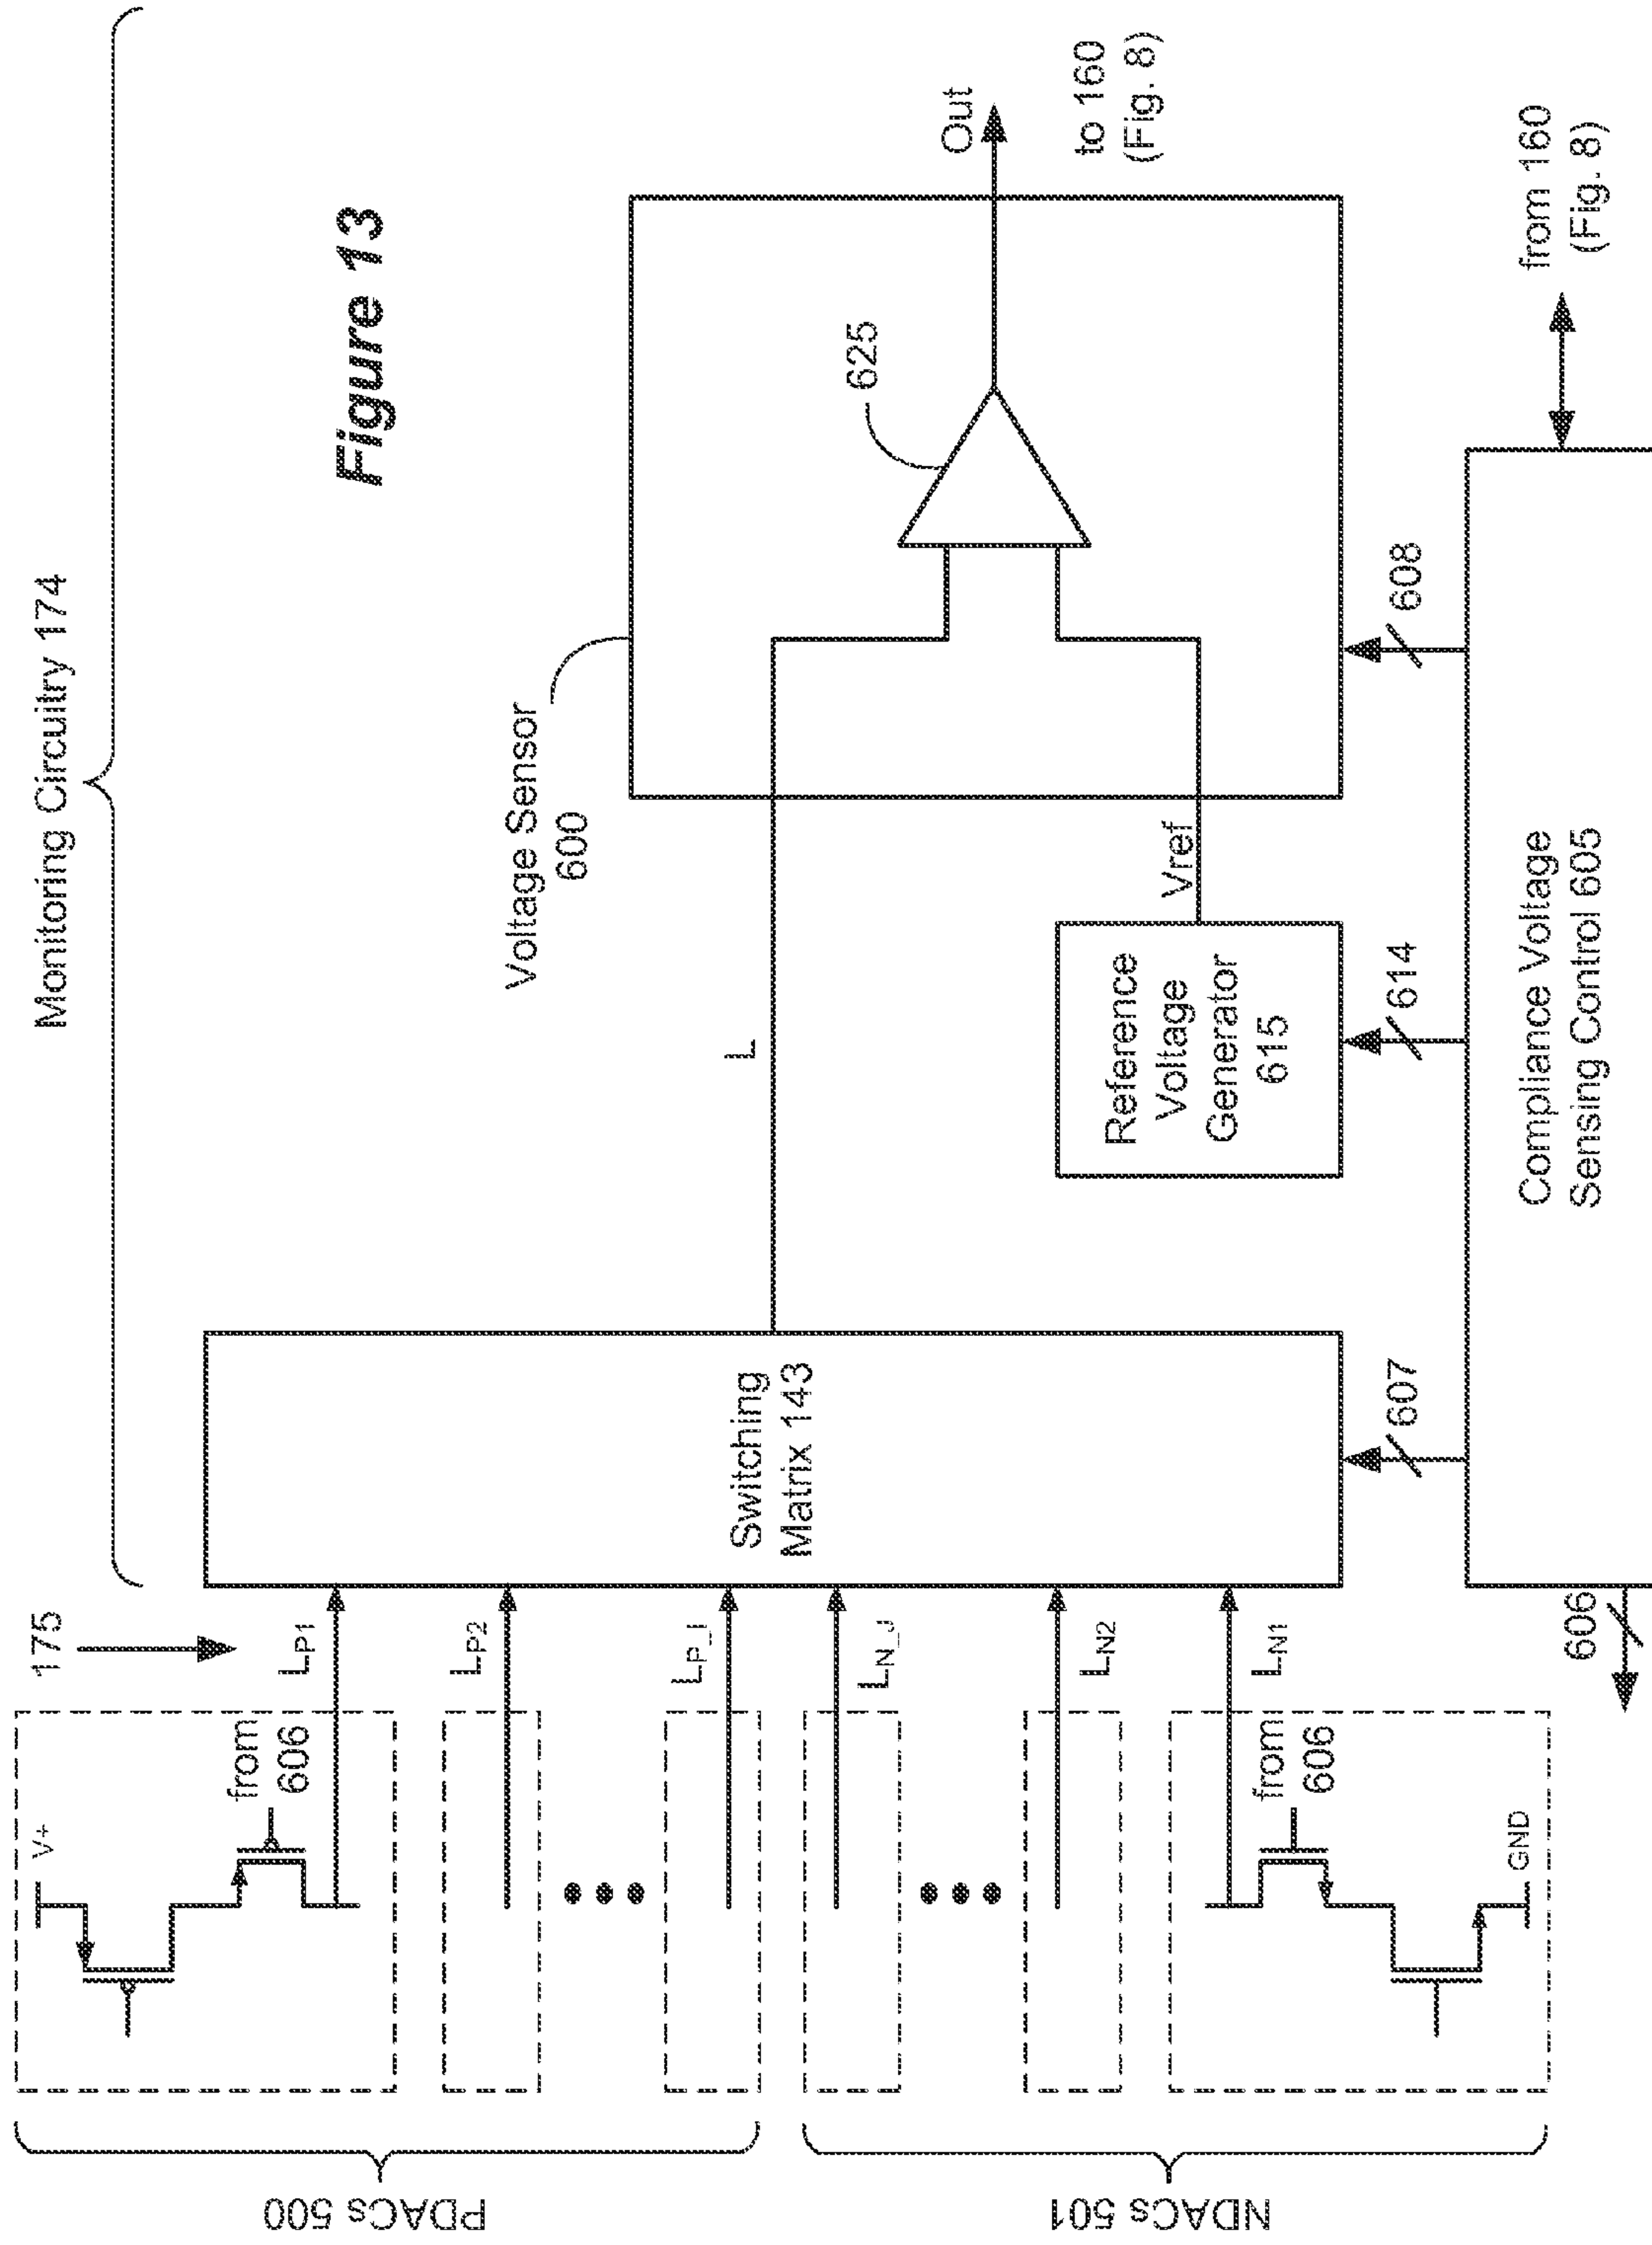 Monitoring Circuitry 174
Figure 13
175
V+
from
606
LP1
LP2
LP_I
LN_J
LN2
LN1
from
606
GND
PDACs 500
NDACs 501
Switching
Matrix 143
L
Voltage Sensor
600
625
Out
to 160
(Fig. 8)
Reference
Voltage
Generator
615
Vref
607
614
608
606
Compliance Voltage
Sensing Control 605
from 160
(Fig. 8)